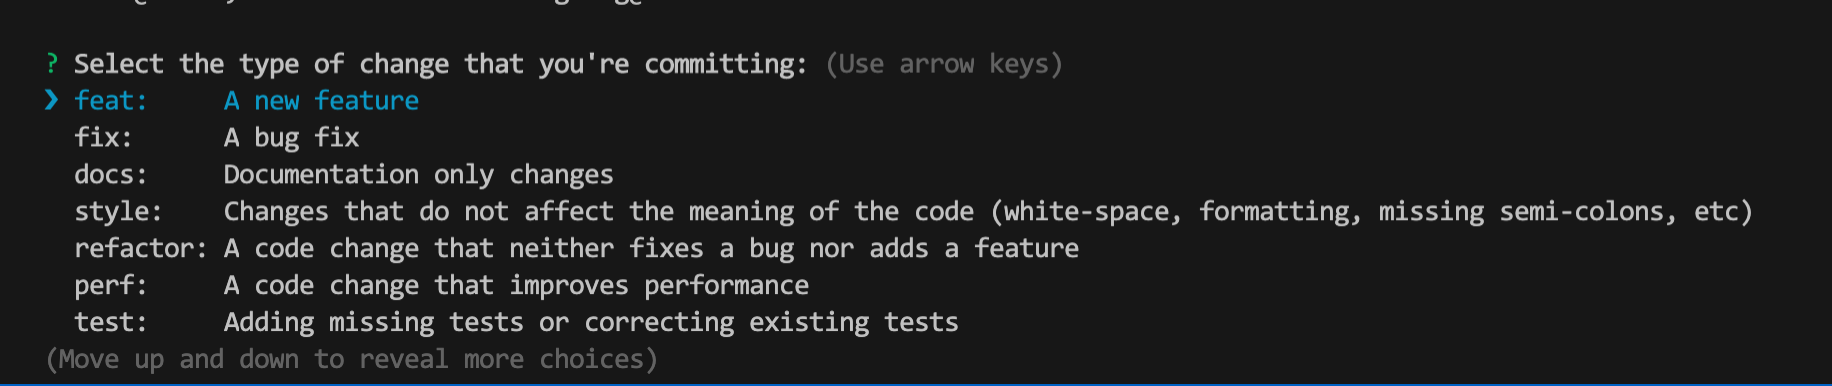 ? Select the type of change that you're committing: (Use arrow keys)
❯ feat:     A new feature
  fix:      A bug fix
  docs:     Documentation only changes
  style:    Changes that do not affect the meaning of the code (white-space, formatting, missing semi-colons, etc)
  refactor: A code change that neither fixes a bug nor adds a feature
  perf:     A code change that improves performance
  test:     Adding missing tests or correcting existing tests
(Move up and down to reveal more choices)